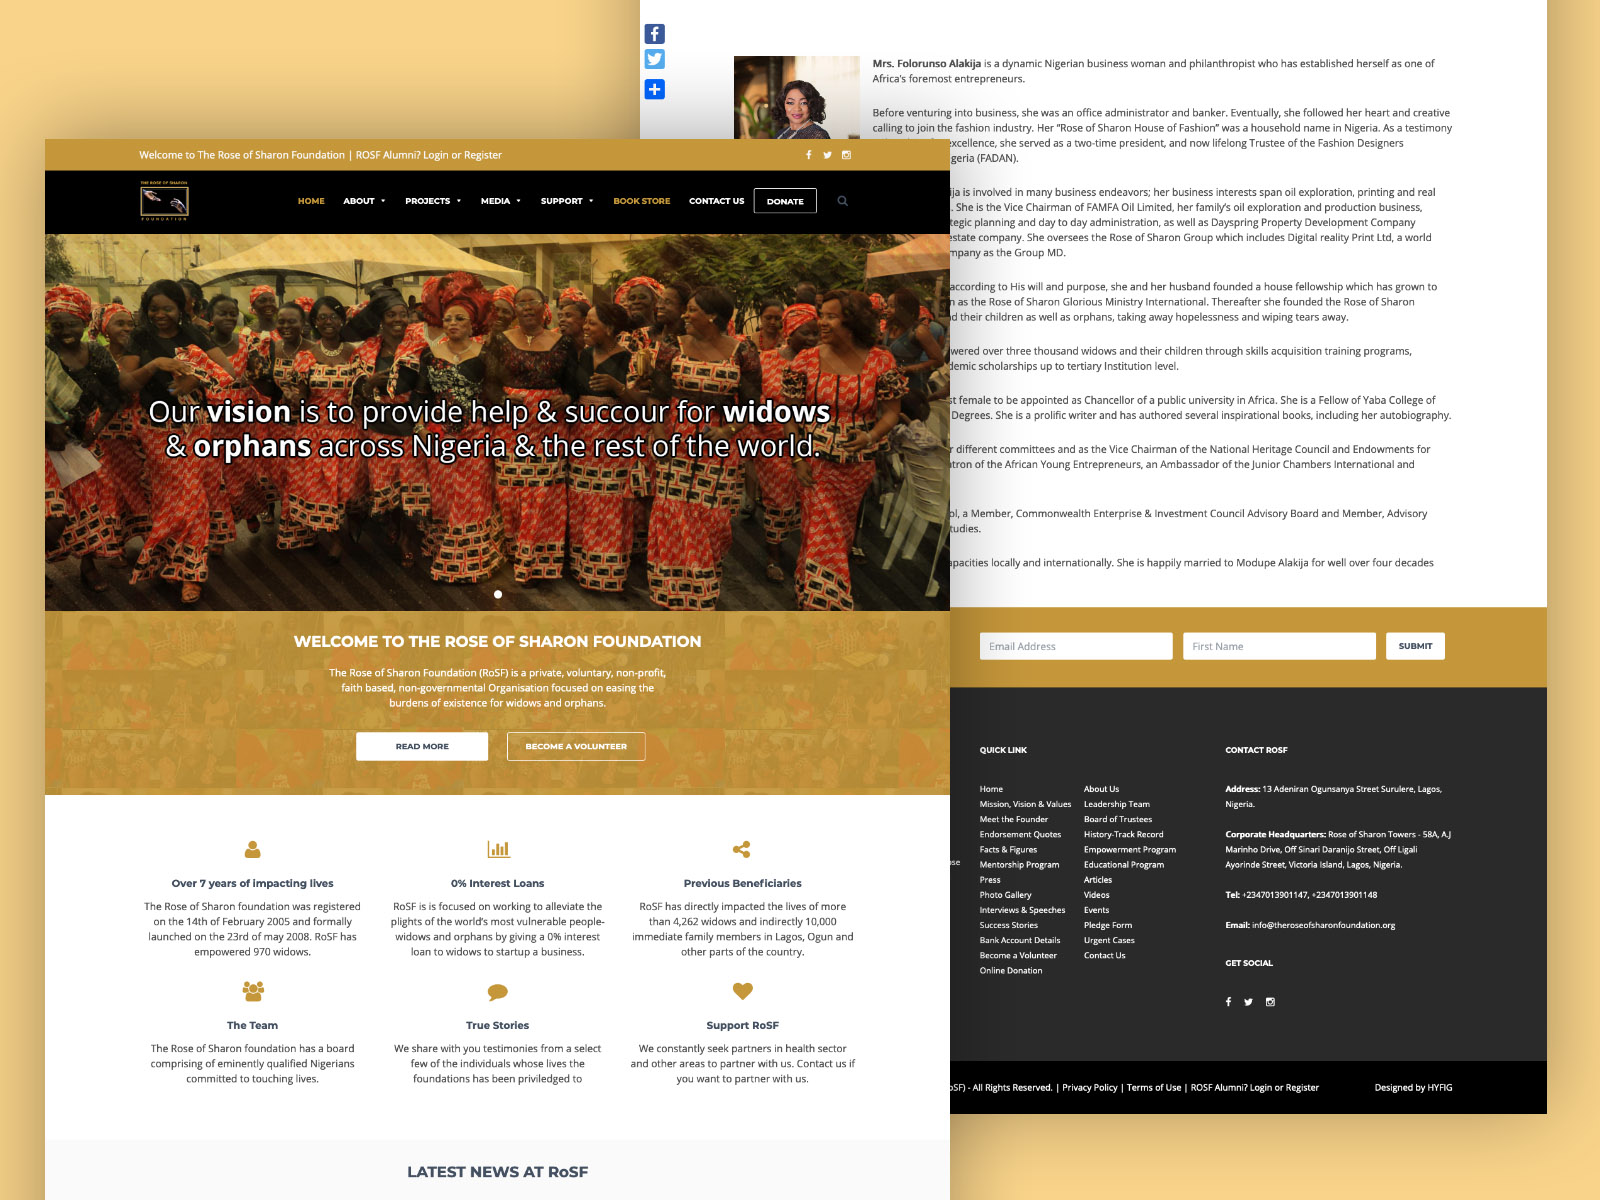 Mrs. Folorunso Alakija is a dynamic Nigerian business woman and philanthropist who has established herself as one of
Africa's foremost entrepreneurs.
Before venturing into business, she was an office administrator and banker. Eventually, she followed her heart and creative
calling to join the fashion industry. Her "Rose of Sharon House of Fashion" was a household name in Nigeria. As a testimony
excellence, she served as a two-time president, and now lifelong Trustee of the Fashion Designers
geria (FADAN).
ija is involved in many business endeavors; her business interests span oil exploration, printing and real
. She is the Vice Chairman of FAMFA Oil Limited, her family's oil exploration and production business,
tegic planning and day to day administration, as well as Dayspring Property Development Company
estate company. She oversees the Rose of Sharon Group which includes Digital reality Print Ltd, a world
mpany as the Group MD.
according to His will and purpose, she and her husband founded a house fellowship which has grown to
n as the Rose of Sharon Glorious Ministry International. Thereafter she founded the Rose of Sharon
d their children as well as orphans, taking away hopelessness and wiping tears away.
wered over three thousand widows and their children through skills acquisition training programs,
demic scholarships up to tertiary Institution level.
st female to be appointed as Chancellor of a public university in Africa. She is a Fellow of Yaba College of
Degrees. She is a prolific writer and has authored several inspirational books, including her autobiography.
r different committees and as the Vice Chairman of the National Heritage Council and Endowments for
atron of the African Young Entrepreneurs, an Ambassador of the Junior Chambers International and
ol, a Member, Commonwealth Enterprise & Investment Council Advisory Board and Member, Advisory
tudies.
apacities locally and internationally. She is happily married to Modupe Alakija for well over four decades
Email Address
First Name
SUBMIT
QUICK LINK
Home
Mission, Vision & Values
Meet the Founder
Endorsement Quotes
Facts & Figures
Mentorship Program
Press
Photo Gallery
Interviews & Speeches
Success Stories
Bank Account Details
Become a Volunteer
Online Donation
About Us
Leadership Team
Board of Trustees
History-Track Record
Empowerment Program
Educational Program
Articles
Videos
Events
Pledge Form
Urgent Cases
Contact Us
CONTACT ROSF
Address: 13 Adeniran Ogunsanya Street Surulere, Lagos,
Nigeria.
Corporate Headquarters: Rose of Sharon Towers - 58A, A.J
Marinho Drive, Off Sinari Daranijo Street, Off Ligali
Ayorinde Street, Victoria Island, Lagos, Nigeria.
Tel: +2347013901147, +2347013901148
Email: info@theroseofsharonfoundation.org
GET SOCIAL
oSF) - All Rights Reserved. | Privacy Policy | Terms of Use | ROSF Alumni? Login or Register
Designed by HYFIG
Welcome to The Rose of Sharon Foundation | ROSF Alumni? Login or Register
THE ROSE OF SHARON
FOUNDATION
HOME
ABOUT
PROJECTS
MEDIA
SUPPORT
BOOK STORE
CONTACT US
DONATE
Our vision is to provide help & succour for widows
& orphans across Nigeria & the rest of the world.
WELCOME TO THE ROSE OF SHARON FOUNDATION
The Rose of Sharon Foundation (RoSF) is a private, voluntary, non-profit,
faith based, non-governmental Organisation focused on easing the
burdens of existence for widows and orphans.
READ MORE
BECOME A VOLUNTEER
Over 7 years of impacting lives
The Rose of Sharon foundation was registered
on the 14th of February 2005 and formally
launched on the 23rd of may 2008. RoSF has
empowered 970 widows.
0% Interest Loans
RoSF is is focused on working to alleviate the
plights of the world's most vulnerable people-
widows and orphans by giving a 0% interest
loan to widows to startup a business.
Previous Beneficiaries
RoSF has directly impacted the lives of more
than 4,262 widows and indirectly 10,000
immediate family members in Lagos, Ogun and
other parts of the country.
The Team
The Rose of Sharon foundation has a board
comprising of eminently qualified Nigerians
committed to touching lives.
True Stories
We share with you testimonies from a select
few of the individuals whose lives the
foundations has been priviledged to
Support RoSF
We constantly seek partners in health sector
and other areas to partner with us. Contact us if
you want to partner with us.
LATEST NEWS AT RoSF